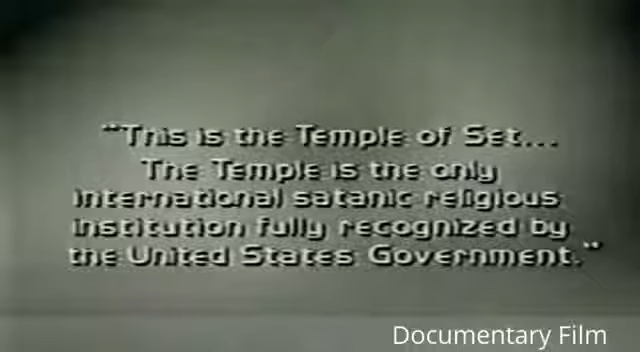 "This is the Temple of Set...
The Temple is the only
international satanic religious
institution fully recognized by
the United States Government."
Documentary Film